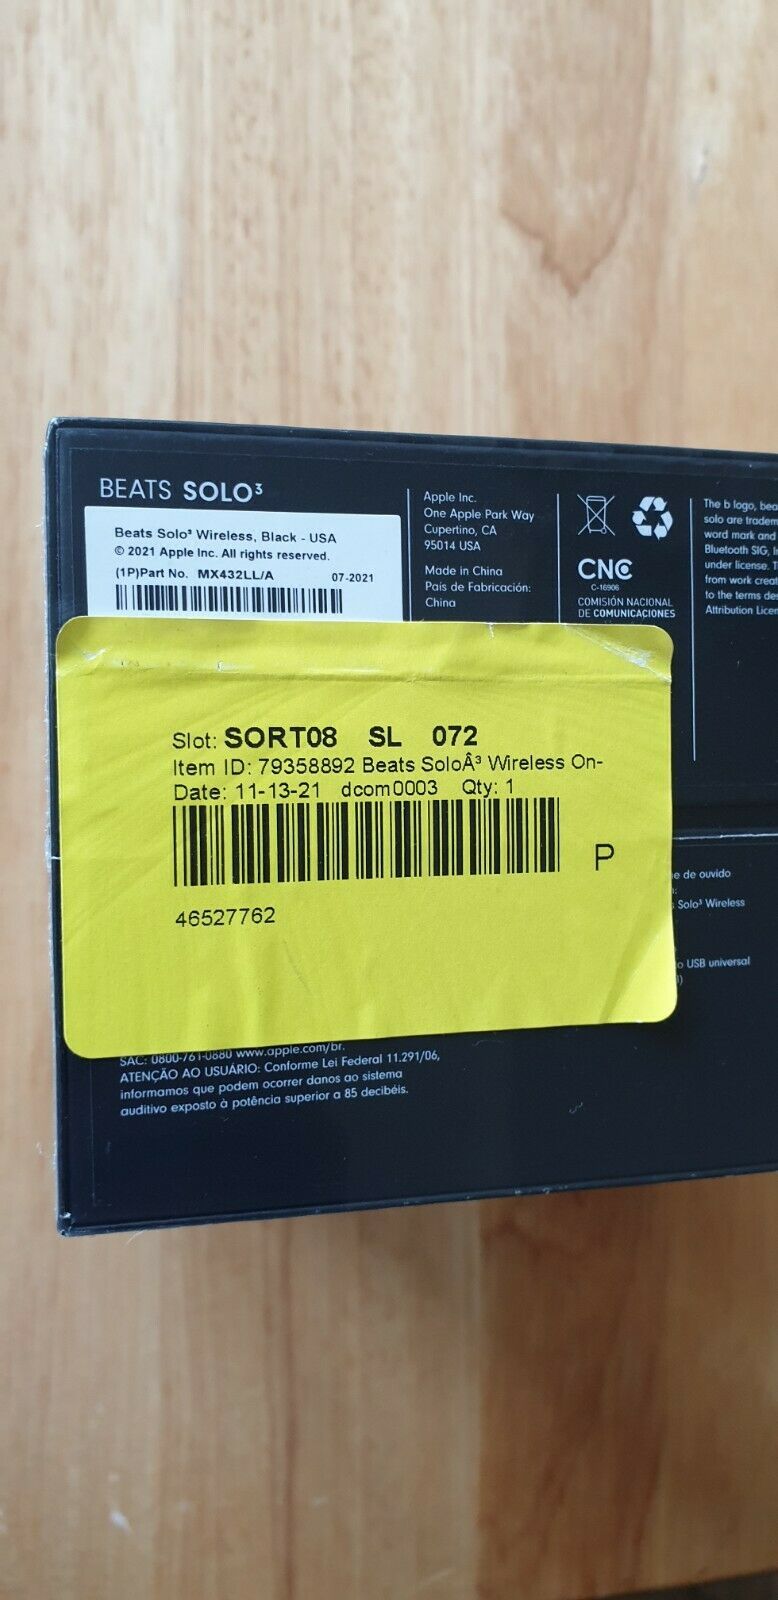 BEATS SOLO³
Beats Solo³ Wireless, Black - USA
© 2021 Apple Inc. All rights reserved.
(1P)Part No. MX432LL/A 07-2021
Apple Inc.
One Apple Park Way
Cupertino, CA
95014 USA
Made in China
País de Fabricación:
China
CNC
C-16906
COMISIÓN NACIONAL
DE COMUNICACIONES
The b logo, bea
solo are tradem
word mark and
Bluetooth SIG, I
under license. T
from work creat
to the terms des
Attribution Licen
Slot: SORT08 SL 072
Item ID: 79358892 Beats SoloÂ³ Wireless On-
Date: 11-13-21 dcom0003 Qty: 1
P
46527762
e de ouvido
Solo³ Wireless
o USB universal
SAC: 0800-761-0880 www.apple.com/br.
ATENÇÃO AO USUÁRIO: Conforme Lei Federal 11.291/06,
informamos que podem ocorrer danos ao sistema
auditivo exposto à potência superior a 85 decibéis.